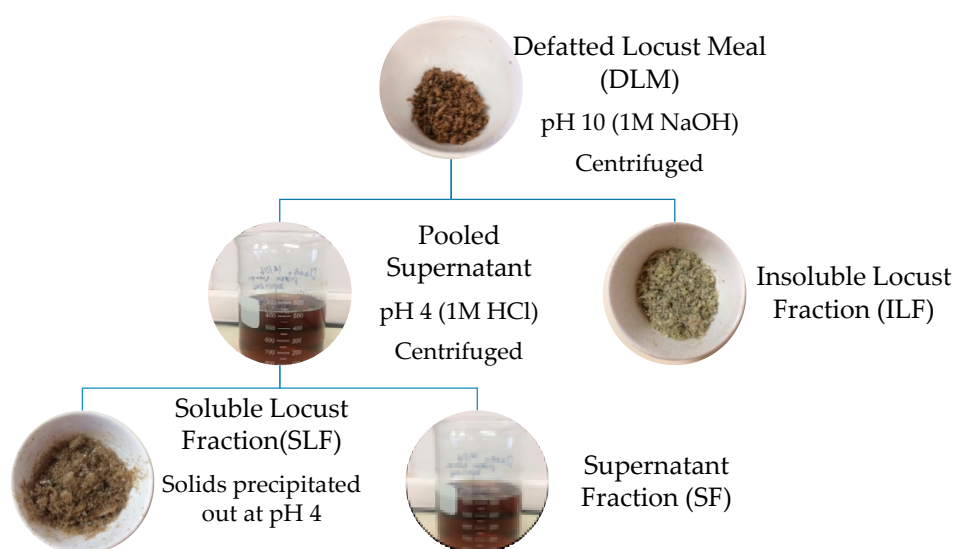 Defatted Locust Meal
(DLM)
pH 10 (1M NaOH)
Centrifuged
Pooled
Supernatant
pH 4 (1M HCl)
Centrifuged
Insoluble Locust
Fraction (ILF)
Soluble Locust
Fraction(SLF)
Solids precipitated
out at pH 4
Supernatant
Fraction (SF)